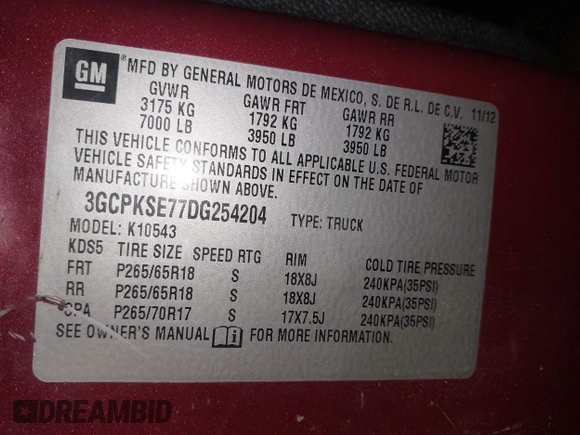 GM
®
MFD BY GENERAL MOTORS DE MEXICO, S. DE R.L. DE C.V. 11/12
GVWR GAWR FRT GAWR RR
3175 KG 1792 KG 1792 KG
7000 LB 3950 LB 3950 LB
THIS VEHICLE CONFORMS TO ALL APPLICABLE U.S. FEDERAL MOTOR
VEHICLE SAFETY STANDARDS IN EFFECT ON THE DATE OF
MANUFACTURE SHOWN ABOVE.
3GCPKSE77DG254204 TYPE: TRUCK
MODEL: K10543
KDS5 TIRE SIZE SPEED RTG RIM COLD TIRE PRESSURE
FRT P265/65R18 S 18X8J 240KPA(35PSI)
RR P265/65R18 S 18X8J 240KPA(35PSI)
SPA P265/70R17 S 17X7.5J 240KPA(35PSI)
SEE OWNER'S MANUAL i FOR MORE INFORMATION.
DREAMBID